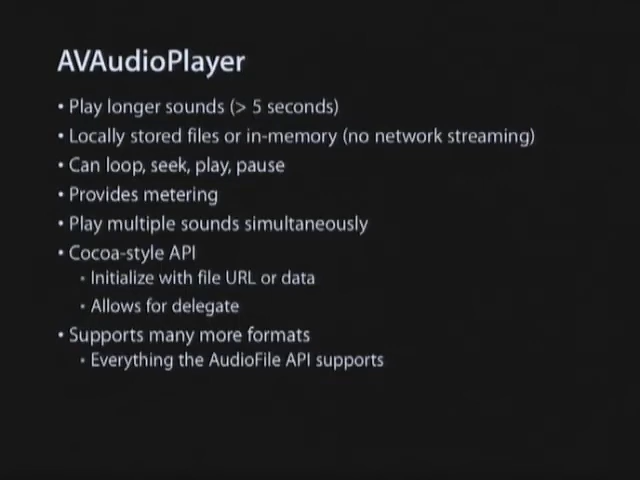 AVAudioPlayer
• Play longer sounds (> 5 seconds)
• Locally stored files or in-memory (no network streaming)
• Can loop, seek, play, pause
• Provides metering
• Play multiple sounds simultaneously
• Cocoa-style API
• Initialize with file URL or data
• Allows for delegate
• Supports many more formats
• Everything the AudioFile API supports